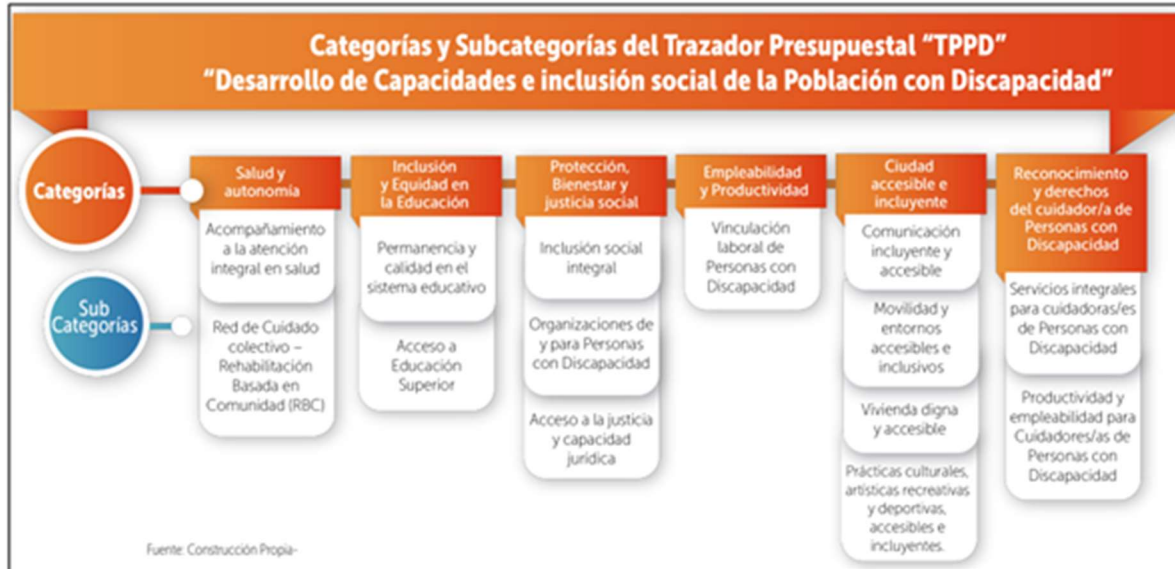 Categorías y Subcategorías del Trazador Presupuestal “TPPD”
“Desarrollo de Capacidades e inclusión social de la Población con Discapacidad”
Categorías
Salud y
autonomía
Acompañamiento
a la atención
integral en salud
Red de Cuidado
colectivo –
Rehabilitación
Basada en
Comunidad (RBC)
Inclusión
y Equidad en
la Educación
Permanencia y
calidad en el
sistema educativo
Acceso a
Educación
Superior
Protección,
Bienestar y
justicia social
Inclusión social
integral
Organizaciones de
y para Personas
con Discapacidad
Acceso a la justicia
y capacidad
jurídica
Empleabilidad
y Productividad
Vinculación
laboral de
Personas con
Discapacidad
Ciudad
accesible e
incluyente
Comunicación
incluyente y
accesible
Movilidad y
entornos
accesibles e
inclusivos
Vivienda digna
y accesible
Prácticas culturales,
artísticas recreativas
y deportivas,
accesibles e
incluyentes.
Reconocimiento
y derechos
del cuidador/a de
Personas con
Discapacidad
Servicios integrales
para cuidadoras/es
de Personas con
Discapacidad
Productividad y
empleabilidad para
Cuidadores/as de
Personas con
Discapacidad
Sub
Categorías
Fuente: Construcción Propia-